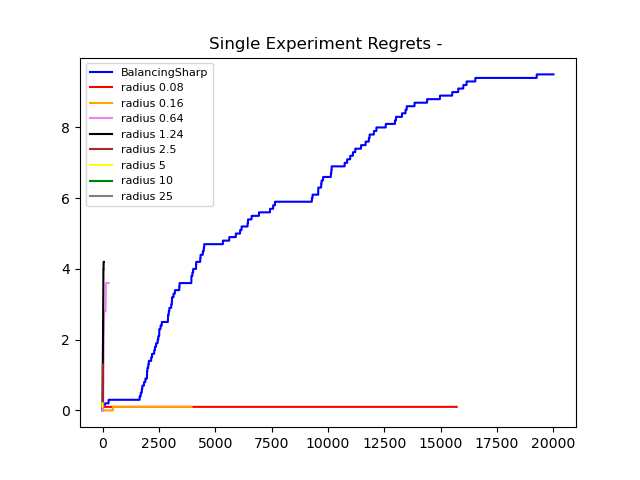 Single Experiment Regrets -
BalancingSharp
radius 0.08
radius 0.16
radius 0.64
radius 1.24
radius 2.5
radius 5
radius 10
radius 25
8
6
4
2
0
0 2500 5000 7500 10000 12500 15000 17500 20000